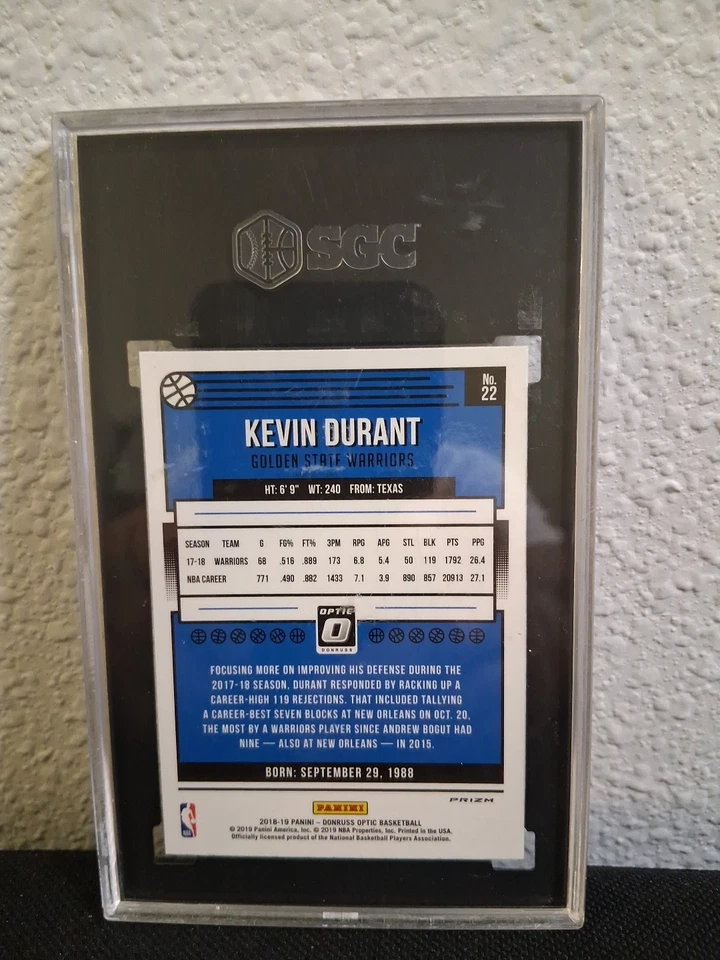 SGC
No.
22
KEVIN DURANT
GOLDEN STATE WARRIORS
HT: 6' 9" WT: 240 FROM: TEXAS
SEASON TEAM G FG% FT% 3PM RPG APG STL BLK PTS PPG
17-18 WARRIORS 68 .516 .889 173 6.8 5.4 50 119 1792 26.4
NBA CAREER 771 .490 .882 1433 7.1 3.9 890 857 20913 27.1
OPTIC
O
DONRUSS
FOCUSING MORE ON IMPROVING HIS DEFENSE DURING THE
2017-18 SEASON, DURANT RESPONDED BY RACKING UP A
CAREER-HIGH 119 REJECTIONS. THAT INCLUDED TALLYING
A CAREER-BEST SEVEN BLOCKS AT NEW ORLEANS ON OCT. 20,
THE MOST BY A WARRIORS PLAYER SINCE ANDREW BOGUT HAD
NINE — ALSO AT NEW ORLEANS — IN 2015.
BORN: SEPTEMBER 29, 1988
PRIZM
PANINI
2018-19 PANINI – DONRUSS OPTIC BASKETBALL
© 2019 Panini America, Inc. © 2019 NBA Properties, Inc. Printed in the USA.
Officially licensed product of the National Basketball Players Association.
NBA